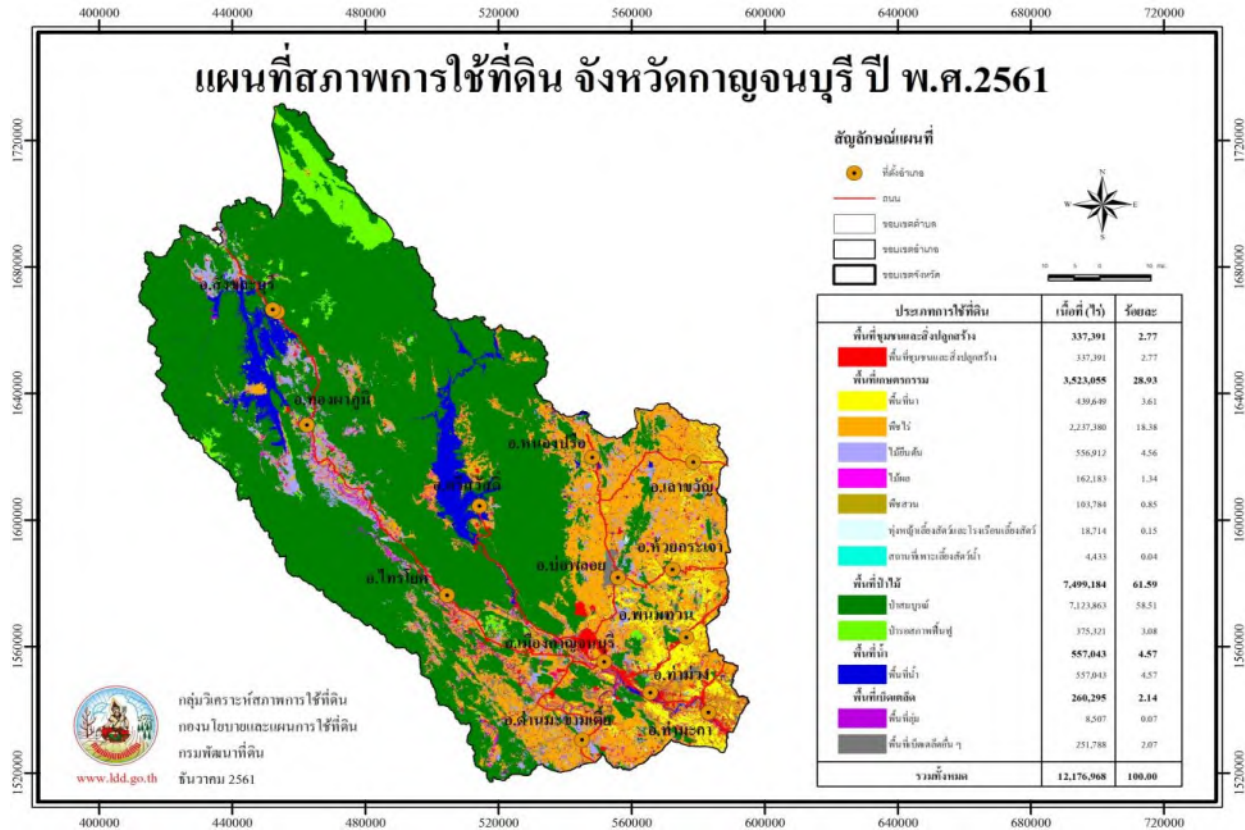 400000 440000 480000 520000 560000 600000 640000 680000 720000
แผนที่สภาพการใช้ที่ดิน จังหวัดกาญจนบุรี ปี พ.ศ.2561
1720000 1720000
1680000 1680000
1640000 1640000
1600000 1600000
1560000 1560000
1520000 1520000
สัญลักษณ์แผนที่
ที่ตั้งอำเภอ
ถนน
ขอบเขตตำบล
ขอบเขตอำเภอ
ขอบเขตจังหวัด
N
W E
S
10 5 0 10 กม.
อ.สังขละบุรี
อ.ทองผาภูมิ
อ.หนองปรือ
อ.เลาขวัญ
อ.ศรีสวัสดิ์
อ.ห้วยกระเจา
อ.บ่อพลอย
อ.ไทรโยค
อ.พนมทวน
อ.เมืองกาญจนบุรี
อ.ท่าม่วง
อ.ด่านมะขามเตี้ย
อ.ท่ามะกา
ประเภทการใช้ที่ดิน เนื้อที่ (ไร่) ร้อยละ
พื้นที่ชุมชนและสิ่งปลูกสร้าง 337,391 2.77
พื้นที่ชุมชนและสิ่งปลูกสร้าง 337,391 2.77
พื้นที่เกษตรกรรม 3,523,055 28.93
พื้นที่นา 439,649 3.61
พืชไร่ 2,237,380 18.38
ไม้ยืนต้น 556,912 4.56
ไม้ผล 162,183 1.34
พืชสวน 103,784 0.85
ทุ่งหญ้าเลี้ยงสัตว์และโรงเรือนเลี้ยงสัตว์ 18,714 0.15
สถานที่เพาะเลี้ยงสัตว์น้ำ 4,433 0.04
พื้นที่ป่าไม้ 7,499,184 61.59
ป่าสมบูรณ์ 7,123,863 58.51
ป่ารอสภาพฟื้นฟู 375,321 3.08
พื้นที่น้ำ 557,043 4.57
พื้นที่น้ำ 557,043 4.57
พื้นที่เบ็ดเตล็ด 260,295 2.14
พื้นที่ลุ่ม 8,507 0.07
พื้นที่เบ็ดเตล็ดอื่น ๆ 251,788 2.07
รวมทั้งหมด 12,176,968 100.00
กลุ่มวิเคราะห์สภาพการใช้ที่ดิน
กองนโยบายและแผนการใช้ที่ดิน
กรมพัฒนาที่ดิน
ธันวาคม 2561
www.ldd.go.th
400000 440000 480000 520000 560000 600000 640000 680000 720000